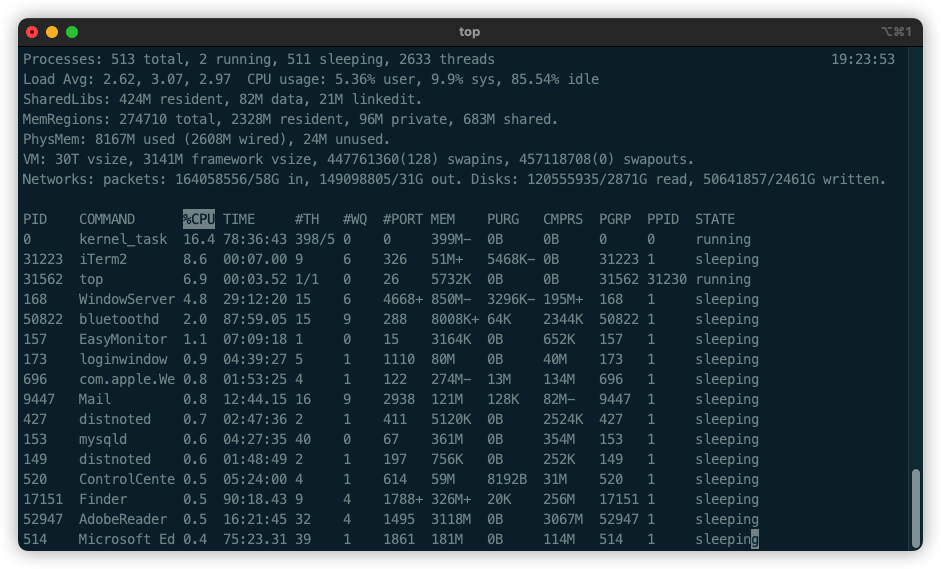 top
⌥⌘1
Processes: 513 total, 2 running, 511 sleeping, 2633 threads 19:23:53
Load Avg: 2.62, 3.07, 2.97 CPU usage: 5.36% user, 9.9% sys, 85.54% idle
SharedLibs: 424M resident, 82M data, 21M linkedit.
MemRegions: 274710 total, 2328M resident, 96M private, 683M shared.
PhysMem: 8167M used (2608M wired), 24M unused.
VM: 30T vsize, 3141M framework vsize, 447761360(128) swapins, 457118708(0) swapouts.
Networks: packets: 164058556/58G in, 149098805/31G out. Disks: 120555935/2871G read, 50641857/2461G written.
PID COMMAND %CPU TIME #TH #WQ #PORT MEM PURG CMPRS PGRP PPID STATE
0 kernel_task 16.4 78:36:43 398/5 0 0 399M- 0B 0B 0 0 running
31223 iTerm2 8.6 00:07.00 9 6 326 51M+ 5468K- 0B 31223 1 sleeping
31562 top 6.9 00:03.52 1/1 0 26 5732K 0B 0B 31562 31230 running
168 WindowServer 4.8 29:12:20 15 6 4668+ 850M- 3296K- 195M+ 168 1 sleeping
50822 bluetoothd 2.0 87:59.05 15 9 288 8008K+ 64K 2344K 50822 1 sleeping
157 EasyMonitor 1.1 07:09:18 1 0 15 3164K 0B 652K 157 1 sleeping
173 loginwindow 0.9 04:39:27 5 1 1110 80M 0B 40M 173 1 sleeping
696 com.apple.We 0.8 01:53:25 4 1 122 274M- 13M 134M 696 1 sleeping
9447 Mail 0.8 12:44.15 16 9 2938 121M 128K 82M- 9447 1 sleeping
427 distnoted 0.7 02:47:36 2 1 411 5120K 0B 2524K 427 1 sleeping
153 mysqld 0.6 04:27:35 40 0 67 361M 0B 354M 153 1 sleeping
149 distnoted 0.6 01:48:49 2 1 197 756K 0B 252K 149 1 sleeping
520 ControlCente 0.5 05:24:00 4 1 614 59M 8192B 31M 520 1 sleeping
17151 Finder 0.5 90:18.43 9 4 1788+ 326M+ 20K 256M 17151 1 sleeping
52947 AdobeReader 0.5 16:21:45 32 4 1495 3118M 0B 3067M 52947 1 sleeping
514 Microsoft Ed 0.4 75:23.31 39 1 1861 181M 0B 114M 514 1 sleeping